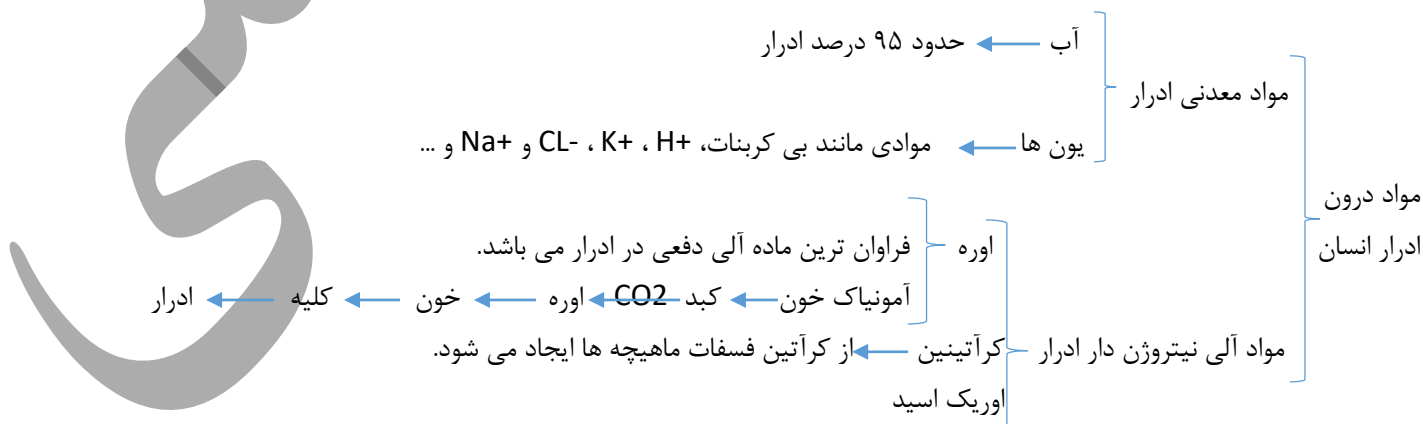 آب حدود ۹۵ درصد ادرار
مواد معدنی ادرار
یون ها موادی مانند بی کربنات، H+ ، K+ ، CL- و Na+ و ...
مواد درون
ادرار انسان
اوره فراوان ترین ماده آلی دفعی در ادرار می باشد.
آمونیاک خون کبد CO2 اوره خون کلیه ادرار
مواد آلی نیتروژن دار ادرار کرآتینین از کرآتین فسفات ماهیچه ها ایجاد می شود.
اوریک اسید